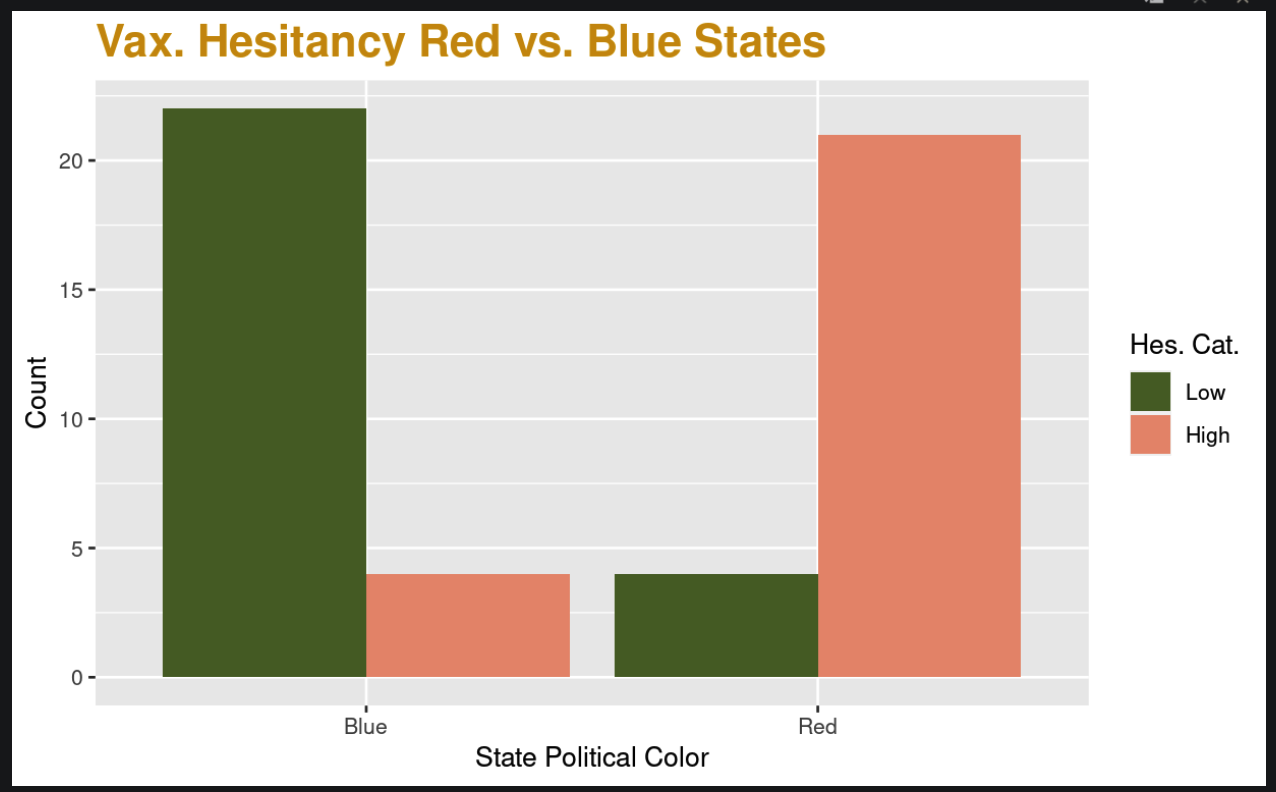 Vax. Hesitancy Red vs. Blue States
20
15
10
5
0
Count
Blue
Red
State Political Color
Hes. Cat.
Low
High